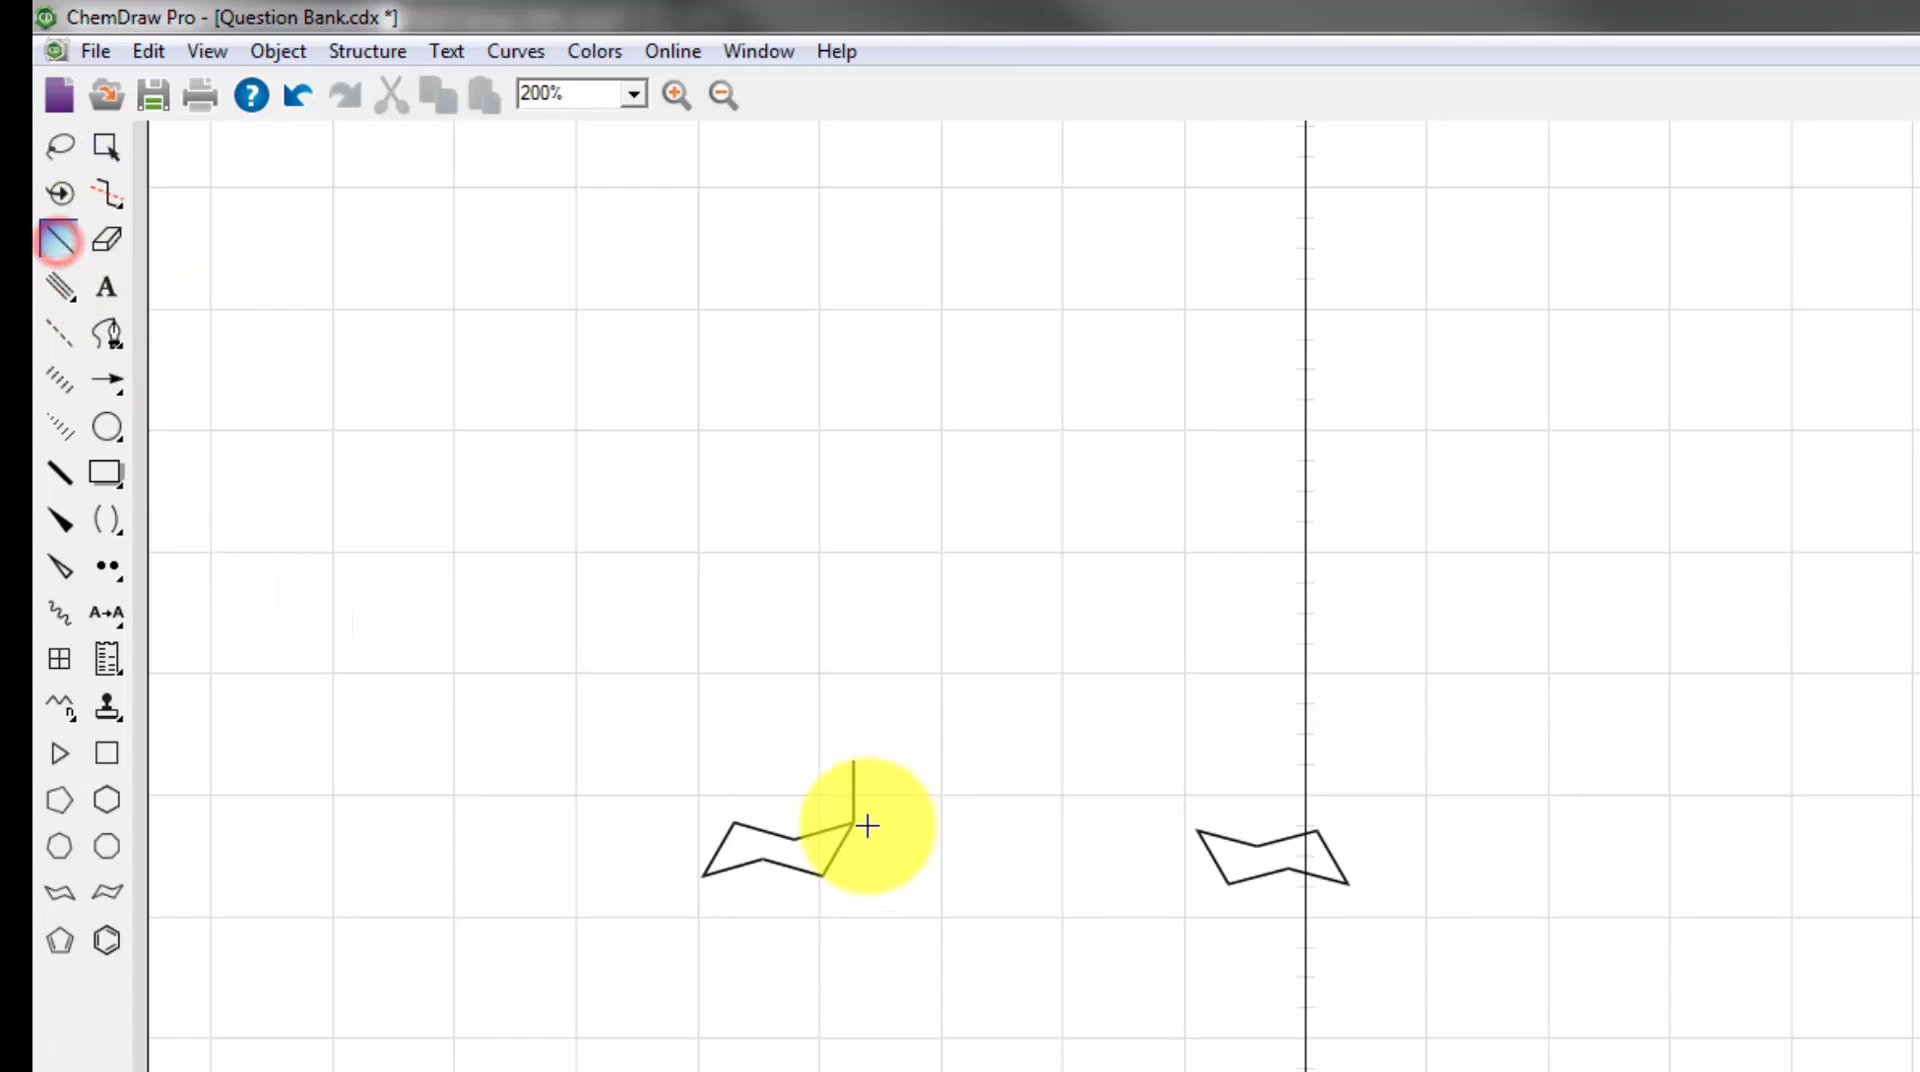 ChemDraw Pro - [Question Bank.cdx *]
File Edit View Object Structure Text Curves Colors Online Window Help
? 200%
A
A→A
n